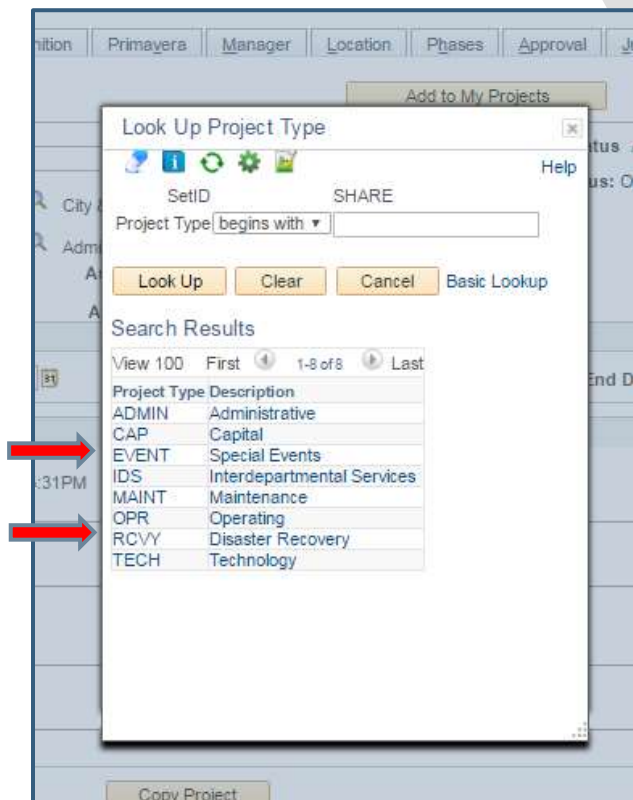 nition Primavera Manager Location Phases Approval
Add to My Projects
Look Up Project Type
Help
SetID SHARE
Project Type begins with
Look Up Clear Cancel Basic Lookup
Search Results
View 100 First 1-8 of 8 Last
Project Type Description
ADMIN Administrative
CAP Capital
EVENT Special Events
IDS Interdepartmental Services
MAINT Maintenance
OPR Operating
RCVY Disaster Recovery
TECH Technology
tus
us: O
City
Adm
31
End D
:31PM
Copy Project